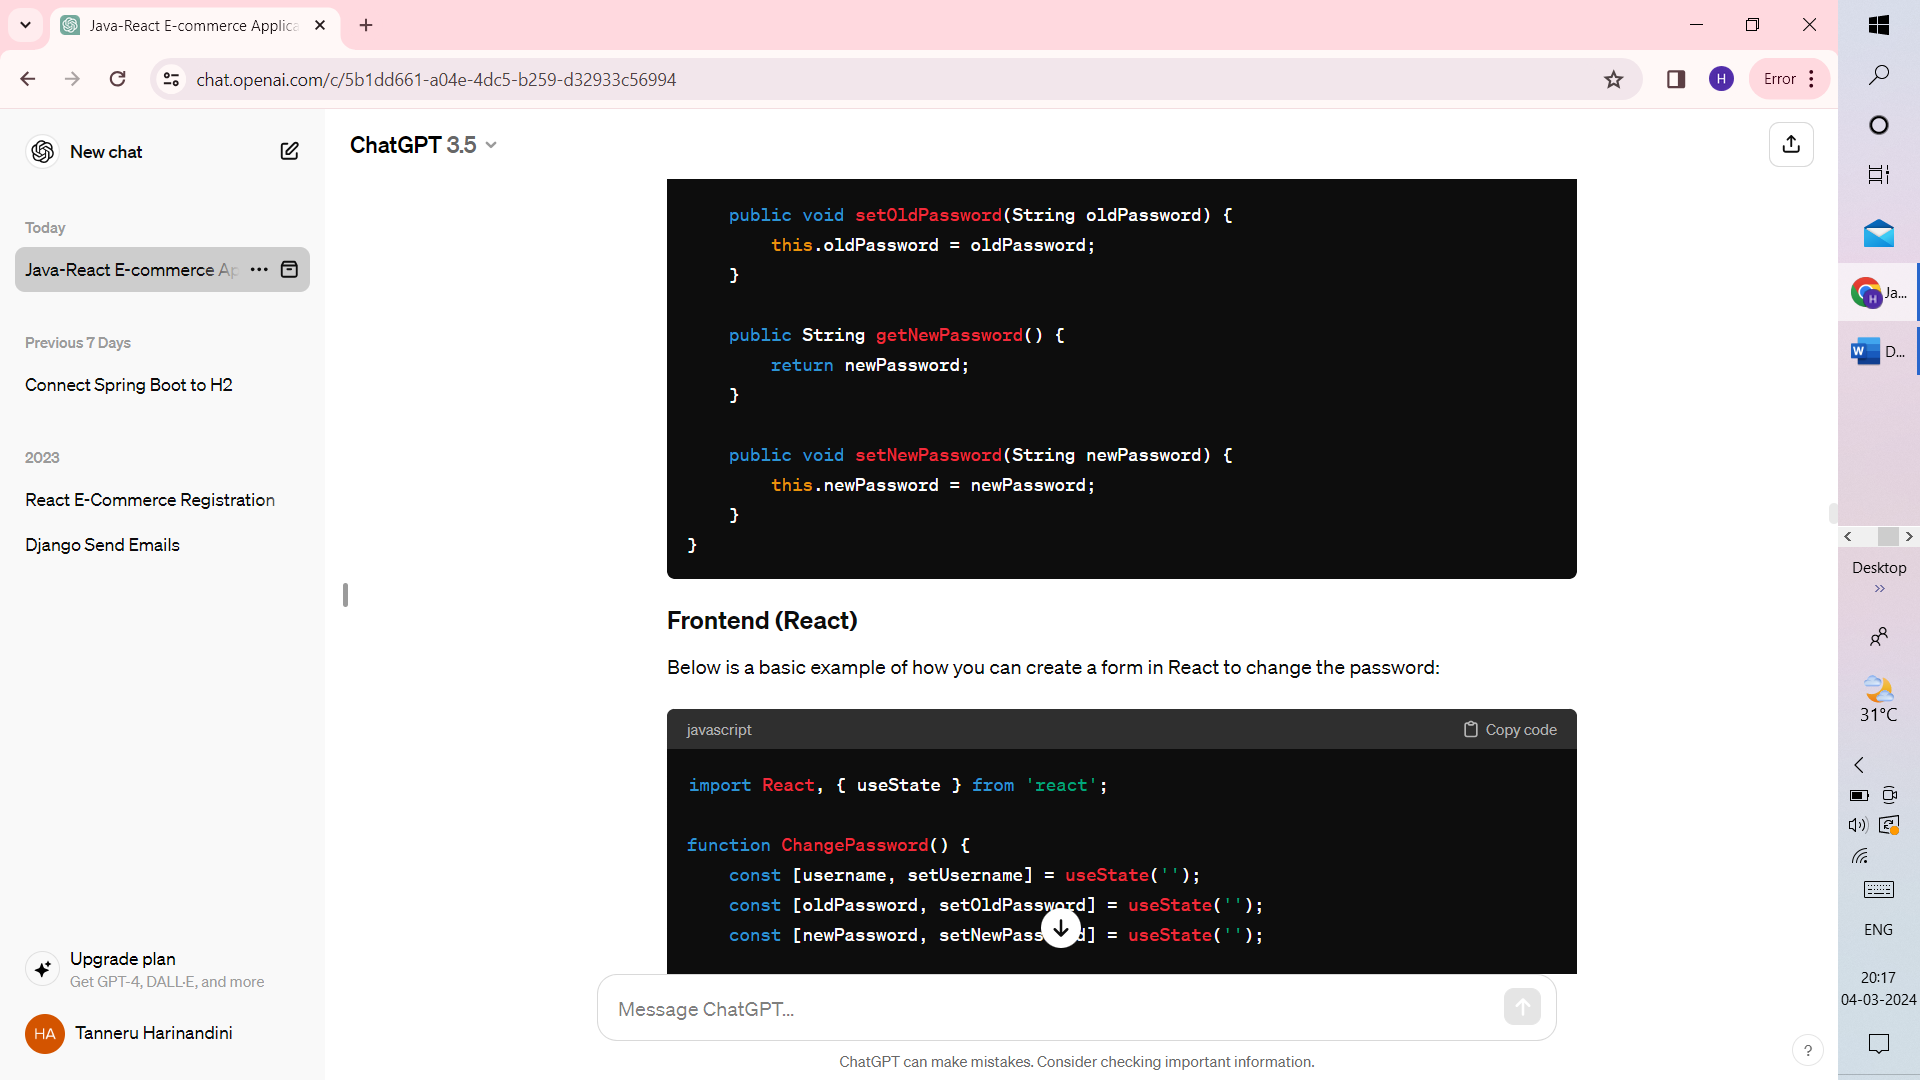 Java-React E-commerce Applica
chat.openai.com/c/5b1dd661-a04e-4dc5-b259-d32933c56994
H
Error
New chat
Today
Java-React E-commerce Ap
Previous 7 Days
Connect Spring Boot to H2
2023
React E-Commerce Registration
Django Send Emails
Upgrade plan
Get GPT-4, DALL·E, and more
HA
Tanneru Harinandini
ChatGPT 3.5
public void setOldPassword(String oldPassword) {
this.oldPassword = oldPassword;
}
public String getNewPassword() {
return newPassword;
}
public void setNewPassword(String newPassword) {
this.newPassword = newPassword;
}
}
Frontend (React)
Below is a basic example of how you can create a form in React to change the password:
javascript
Copy code
import React, { useState } from 'react';
function ChangePassword() {
const [username, setUsername] = useState('');
const [oldPassword, setOldPassword] = useState('');
const [newPassword, setNewPass d] = useState('');
Message ChatGPT...
ChatGPT can make mistakes. Consider checking important information.
?
H
Ja...
W
D...
Desktop
31°C
ENG
20:17
04-03-2024